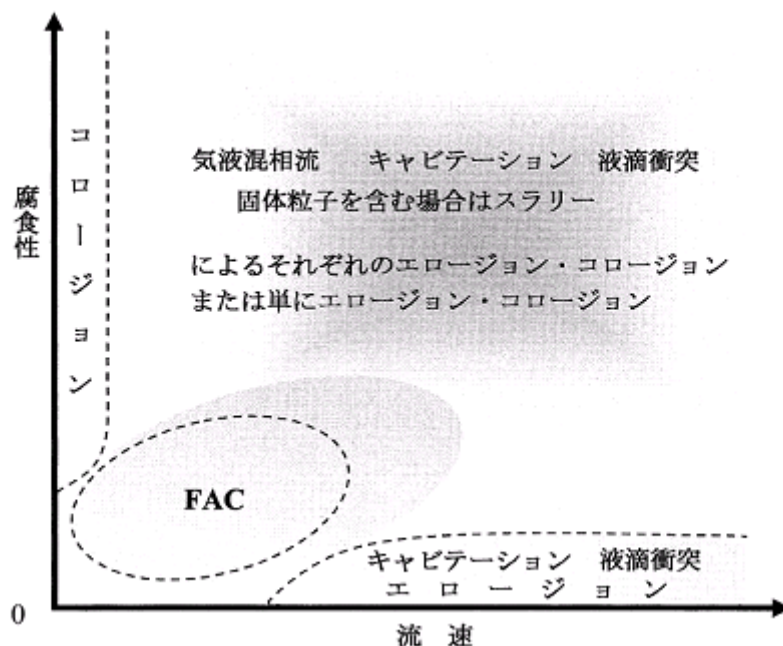 コロージョン
腐食性
気液混相流 キャビテーション 液滴衝突
固体粒子を含む場合はスラリー
によるそれぞれのエロージョン・コロージョン
または単にエロージョン・コロージョン
FAC
キャビテーション 液滴衝突
エロージョン
0
流速